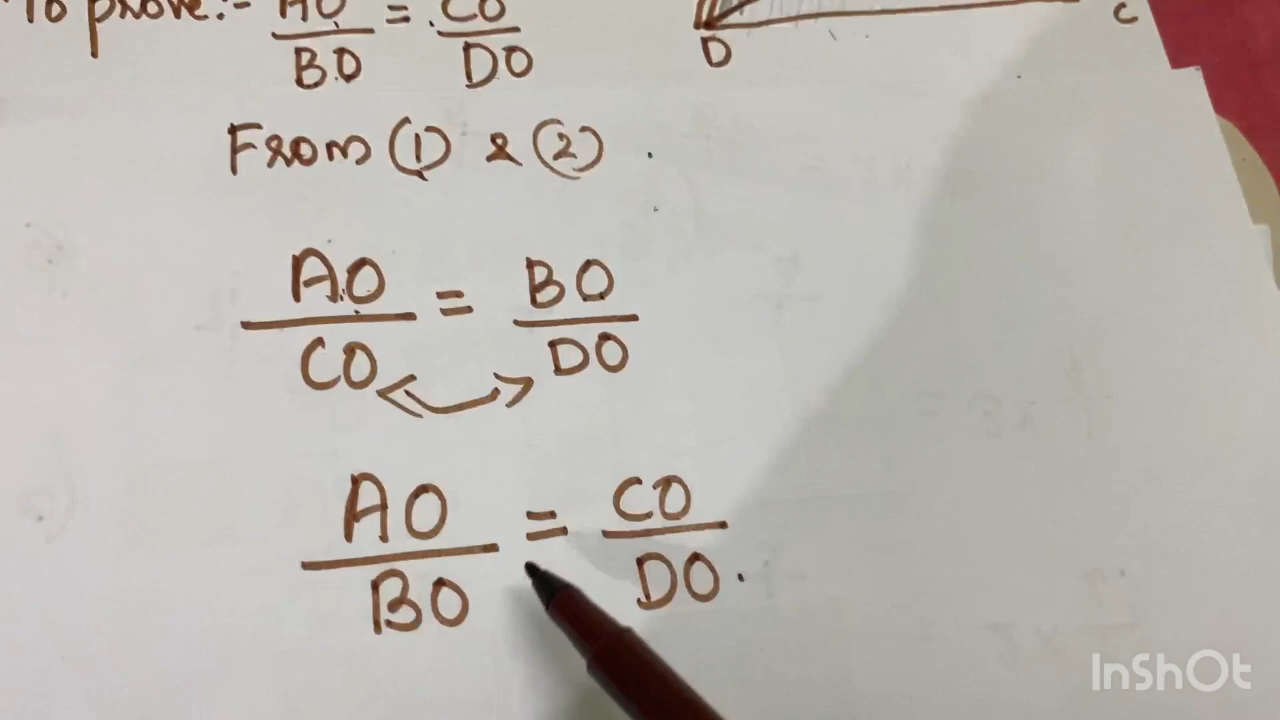 To prove:- AO/BO = CO/DO
D
C
From (1) & (2)
AO/CO = BO/DO
AO/BO = CO/DO.
InShOt